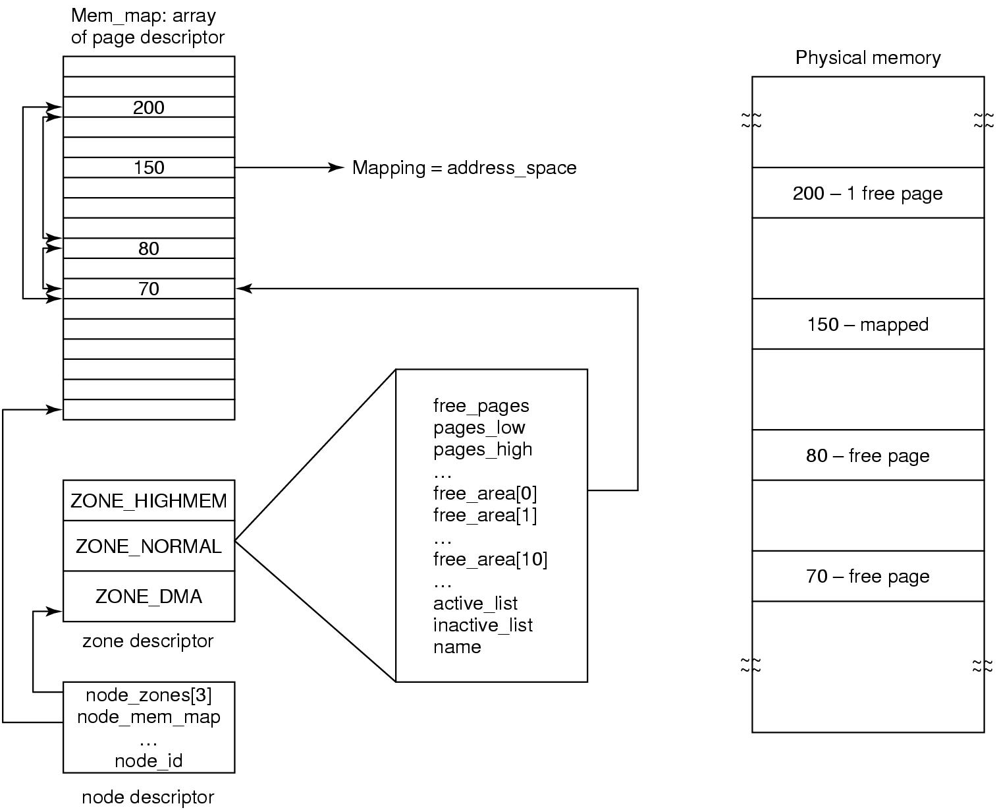 Mem_map: array
of page descriptor
200
150
80
70
Mapping = address_space
free_pages
pages_low
pages_high
…
free_area[0]
free_area[1]
…
free_area[10]
…
active_list
inactive_list
name
ZONE_HIGHMEM
ZONE_NORMAL
ZONE_DMA
zone descriptor
node_zones[3]
node_mem_map
…
node_id
node descriptor
Physical memory
200 – 1 free page
150 – mapped
80 – free page
70 – free page